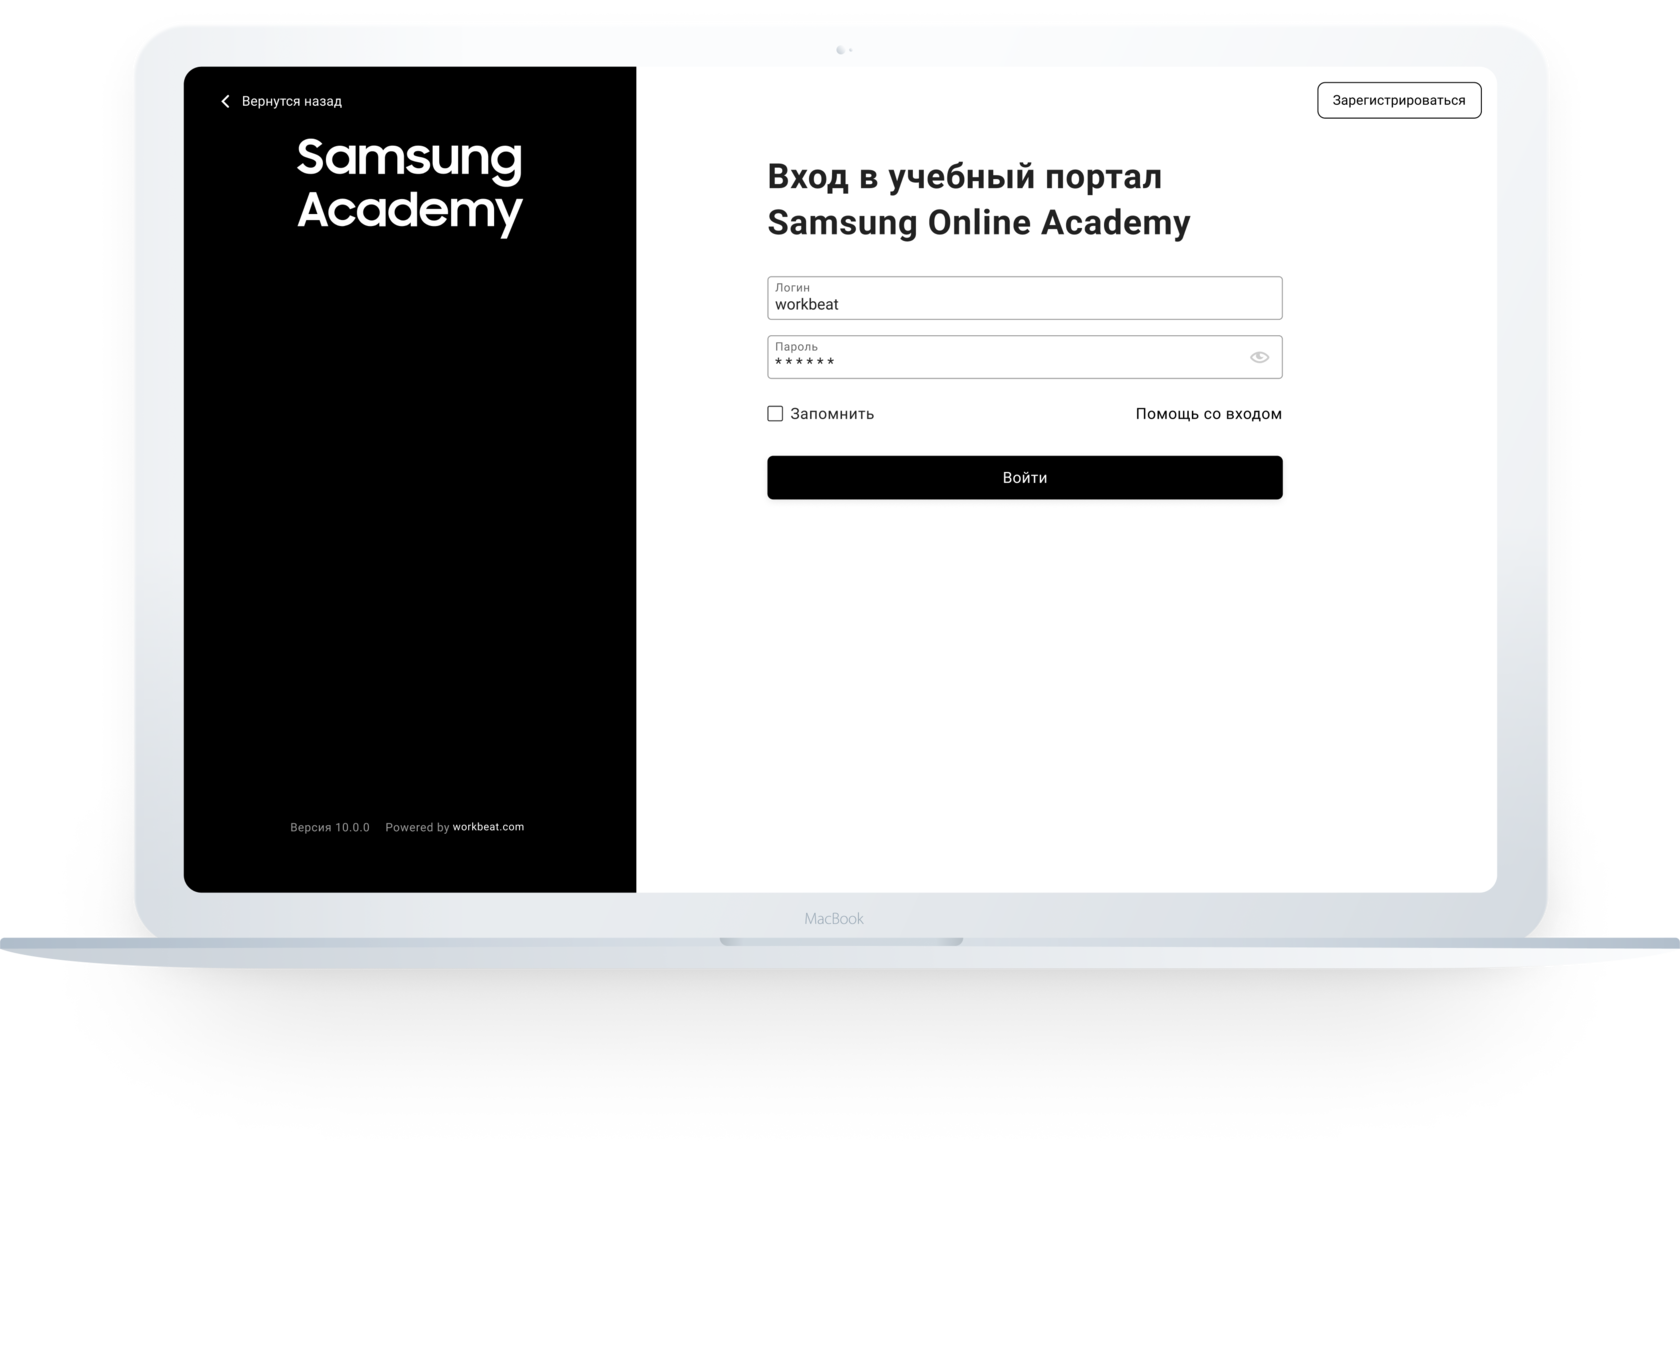 Вернутся назад
Samsung
Academy
Версия 10.0.0 Powered by workbeat.com
Зарегистрироваться
Вход в учебный портал
Samsung Online Academy
Логин
workbeat
Пароль
******
Запомнить Помощь со входом
Войти
MacBook